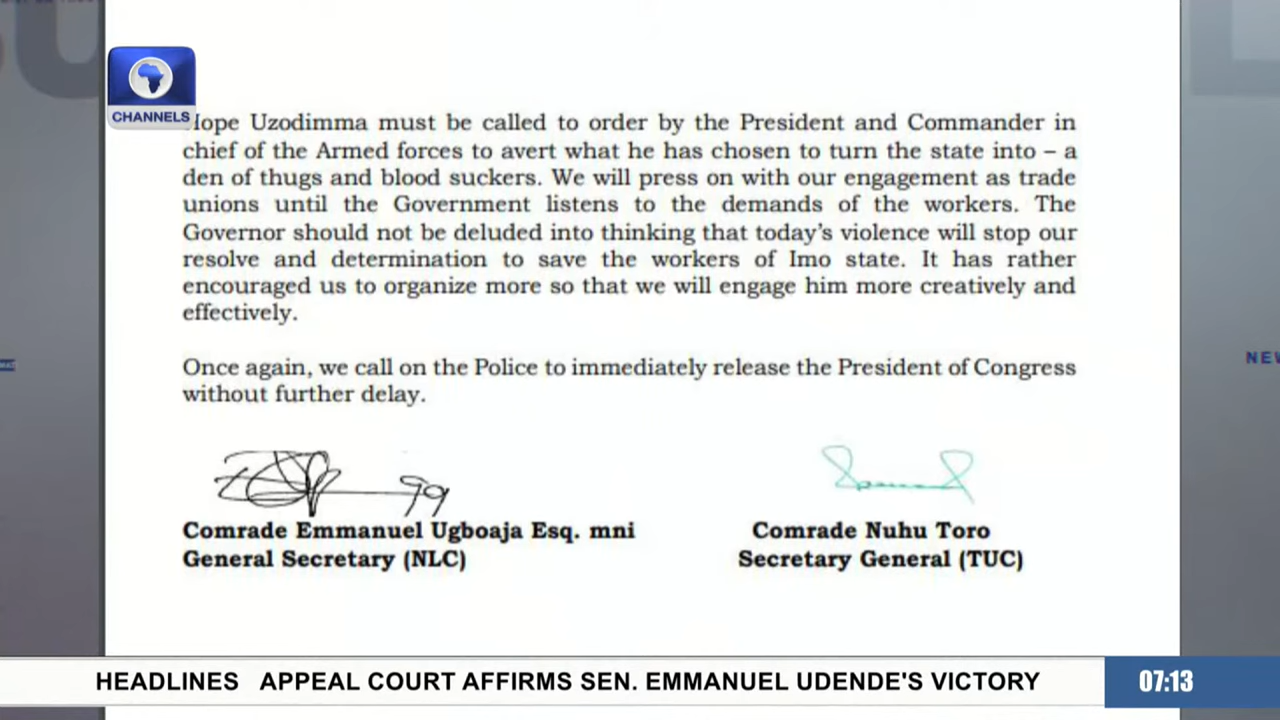 CHANNELS
Hope Uzodimma must be called to order by the President and Commander in
chief of the Armed forces to avert what he has chosen to turn the state into – a
den of thugs and blood suckers. We will press on with our engagement as trade
unions until the Government listens to the demands of the workers. The
Governor should not be deluded into thinking that today's violence will stop our
resolve and determination to save the workers of Imo state. It has rather
encouraged us to organize more so that we will engage him more creatively and
effectively.
Once again, we call on the Police to immediately release the President of Congress
without further delay.
Comrade Emmanuel Ugboaja Esq. mni
General Secretary (NLC)
Comrade Nuhu Toro
Secretary General (TUC)
NEW
HEADLINES APPEAL COURT AFFIRMS SEN. EMMANUEL UDENDE'S VICTORY
07:13